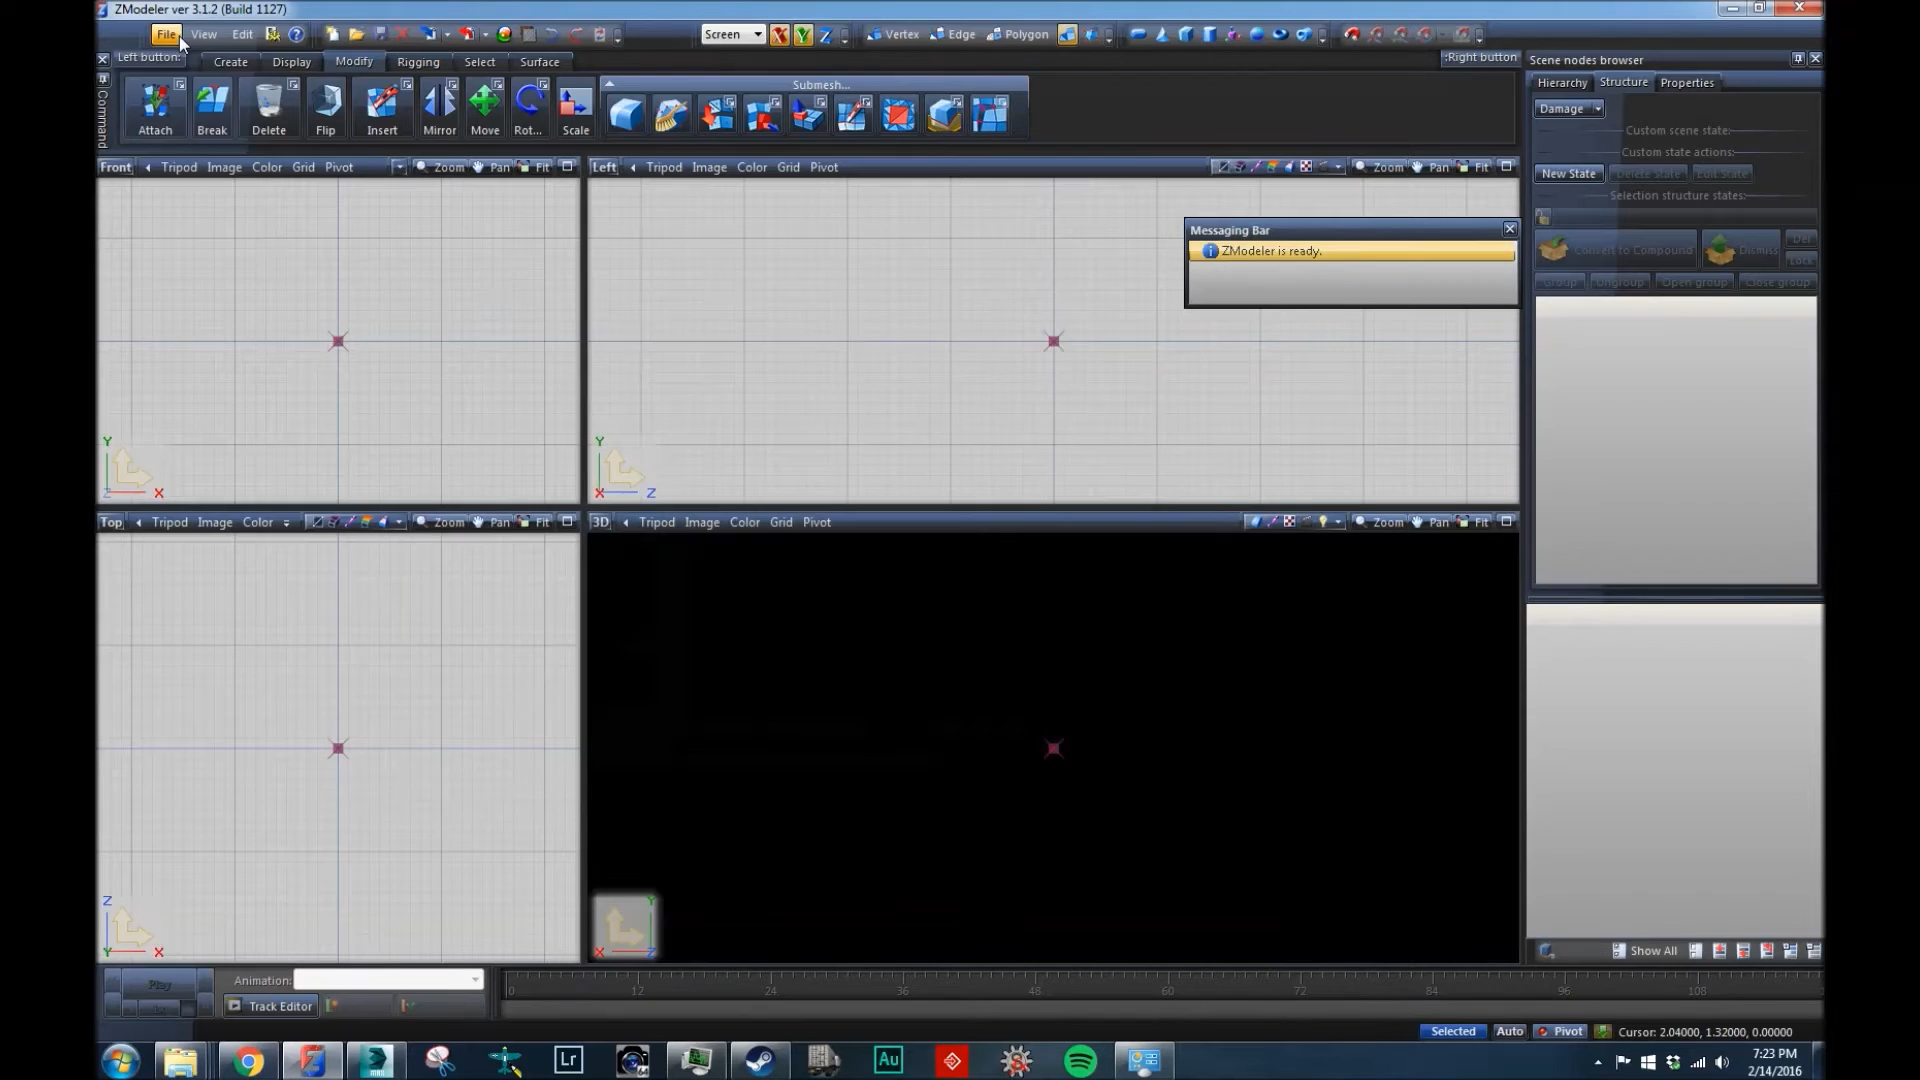 ZModeler ver 3.1.2 (Build 1127)
File View Edit
Screen X Y Z Vertex Edge Polygon
Left button:
Create Display Modify Rigging Select Surface
:Right button
Command
Attach Break Delete Flip Insert Mirror Move Rot... Scale
Submesh...
Scene nodes browser
Hierarchy Structure Properties
Damage
Custom scene state:
Custom state actions:
New State Delete State Edit State
Selection structure states:
Convert to Compound Dismiss Del
Lock
Group Ungroup Open group Close group
Front Tripod Image Color Grid Pivot Zoom Pan Fit
Left Tripod Image Color Grid Pivot Zoom Pan Fit
Messaging Bar
ZModeler is ready.
Y
Z X
Y
X Z
Top Tripod Image Color Zoom Pan Fit
3D Tripod Image Color Grid Pivot Zoom Pan Fit
Z
Y X
Y
X Z
Show All
Play
Animation:
Track Editor
0 12 24 36 48 60 72 84 96 108
Selected Auto Pivot Cursor: 2.04000, 1.32000, 0.00000
MAX Lr 64 Au
7:23 PM
2/14/2016